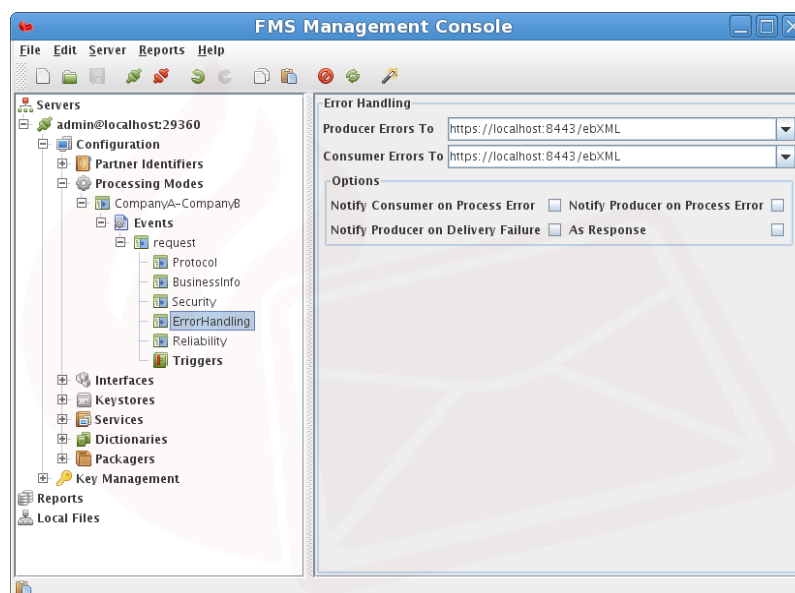 FMS Management Console
File Edit Server Reports Help
Servers
admin@localhost:29360
Configuration
Partner Identifiers
Processing Modes
CompanyA-CompanyB
Events
request
Protocol
BusinessInfo
Security
ErrorHandling
Reliability
Triggers
Interfaces
Keystores
Services
Dictionaries
Packagers
Key Management
Reports
Local Files
Error Handling
Producer Errors To https://localhost:8443/ebXML
Consumer Errors To https://localhost:8443/ebXML
Options
Notify Consumer on Process Error Notify Producer on Process Error
Notify Producer on Delivery Failure As Response